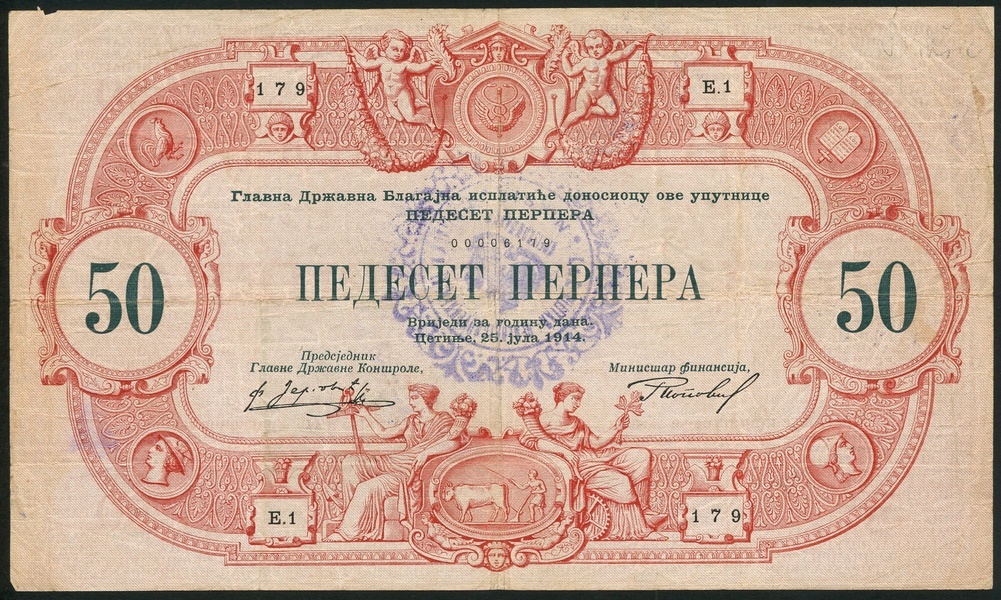 179
E.1
Главна Државна Благајна исплатиће доносиоцу ове упутнице
ПЕДЕСЕТ ПЕРПЕРА
00006179
ПЕДЕСЕТ ПЕРПЕРА
50
50
Вриједи за годину дана.
Цетиње, 25. јула 1914.
Предсједник
Главне Државне Контроле,
Министар финансија,
E.1
179